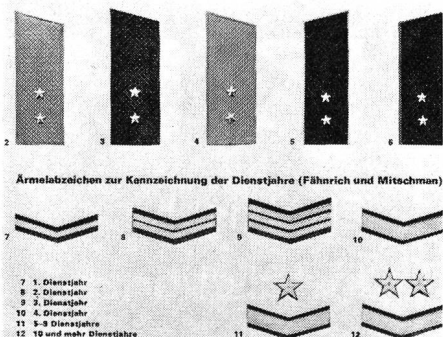 2 3 4 5 6
Ärmelabzeichen zur Kennzeichnung der Dienstjahre (Fähnrich und Mitschman)
7 8 9 10
7 1. Dienstjahr
8 2. Dienstjahr
9 3. Dienstjahr
10 4. Dienstjahr
11 5-9 Dienstjahre
12 10 und mehr Dienstjahre
11 12